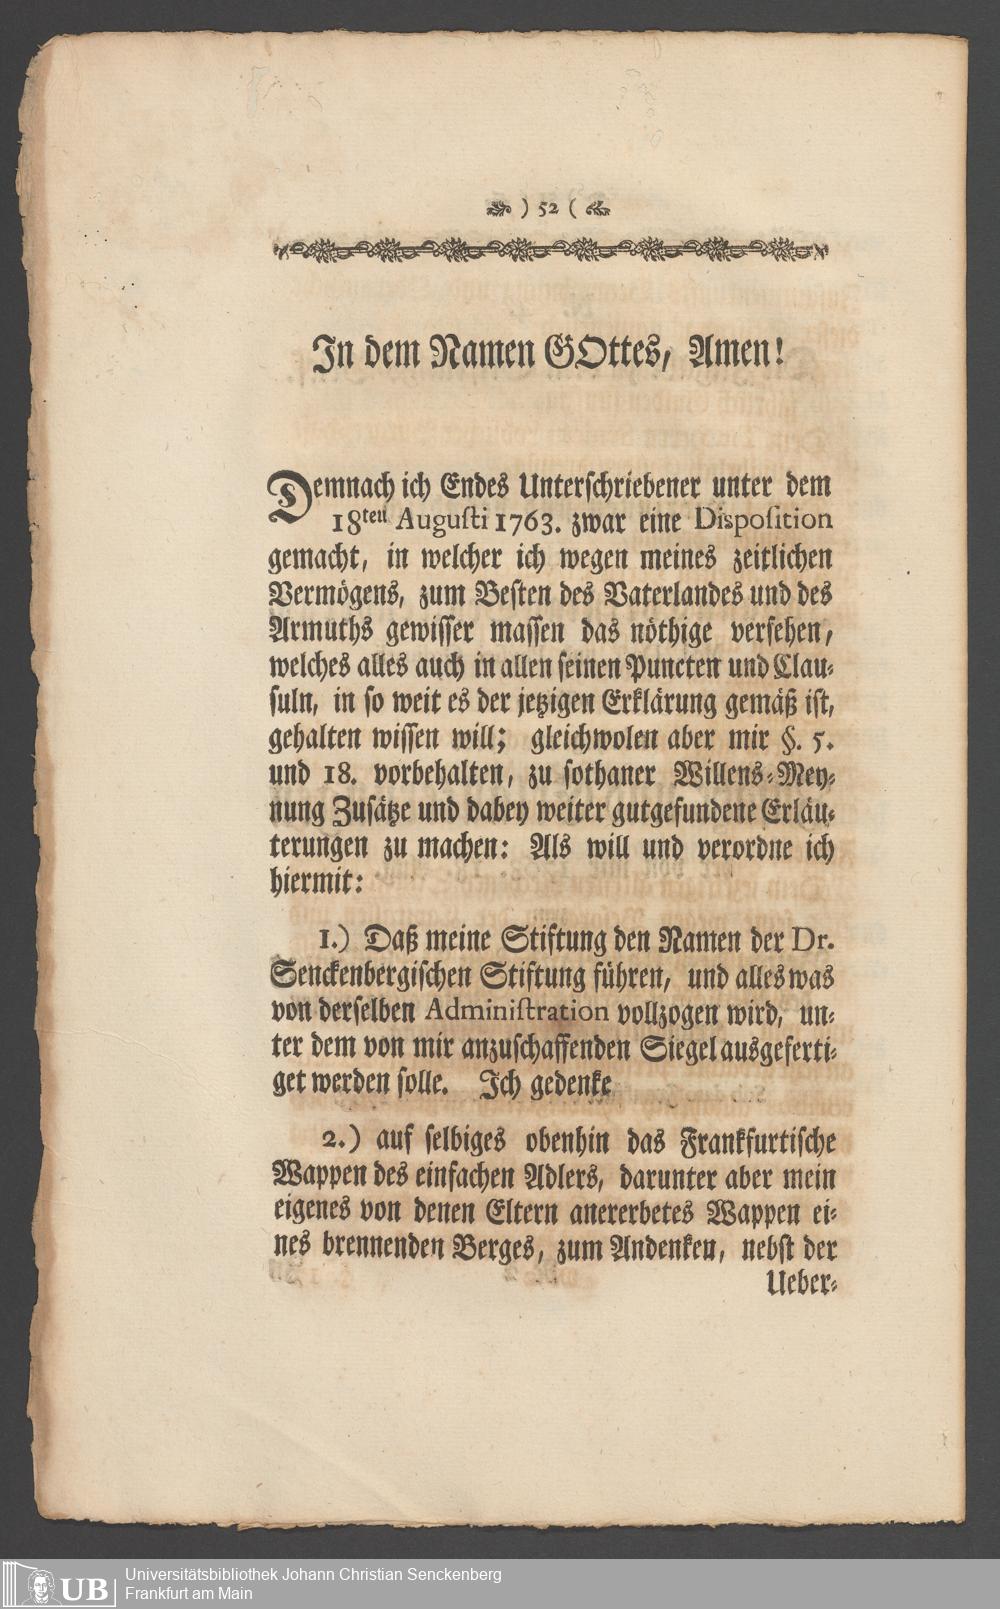 ) 52 (
In dem Namen GOttes, Amen!
Demnach ich Endes Unterschriebener unter dem
18ten Augusti 1763. zwar eine Disposition
gemacht, in welcher ich wegen meines zeitlichen
Vermögens, zum Besten des Vaterlandes und des
Armuths gewisser massen das nöthige versehen,
welches alles auch in allen seinen Puncten und Clau-
suln, in so weit es der jetzigen Erklärung gemäß ist,
gehalten wissen will; gleichwolen aber mir §. 5.
und 18. vorbehalten, zu sothaner Willens-Mey-
nung Zusätze und dabey weiter gutgefundene Erläu-
terungen zu machen: Als will und verordne ich
hiermit:
1.) Daß meine Stiftung den Namen der Dr.
Senckenbergischen Stiftung führen, und alles was
von derselben Administration vollzogen wird, un-
ter dem von mir anzuschaffenden Siegel ausgeferti-
get werden solle. Ich gedenke
2.) auf selbiges obenhin das Frankfurtische
Wappen des einfachen Adlers, darunter aber mein
eigenes von denen Eltern anererbetes Wappen ei-
nes brennenden Berges, zum Andenken, nebst der
Ueber-
UB
Universitätsbibliothek Johann Christian Senckenberg
Frankfurt am Main